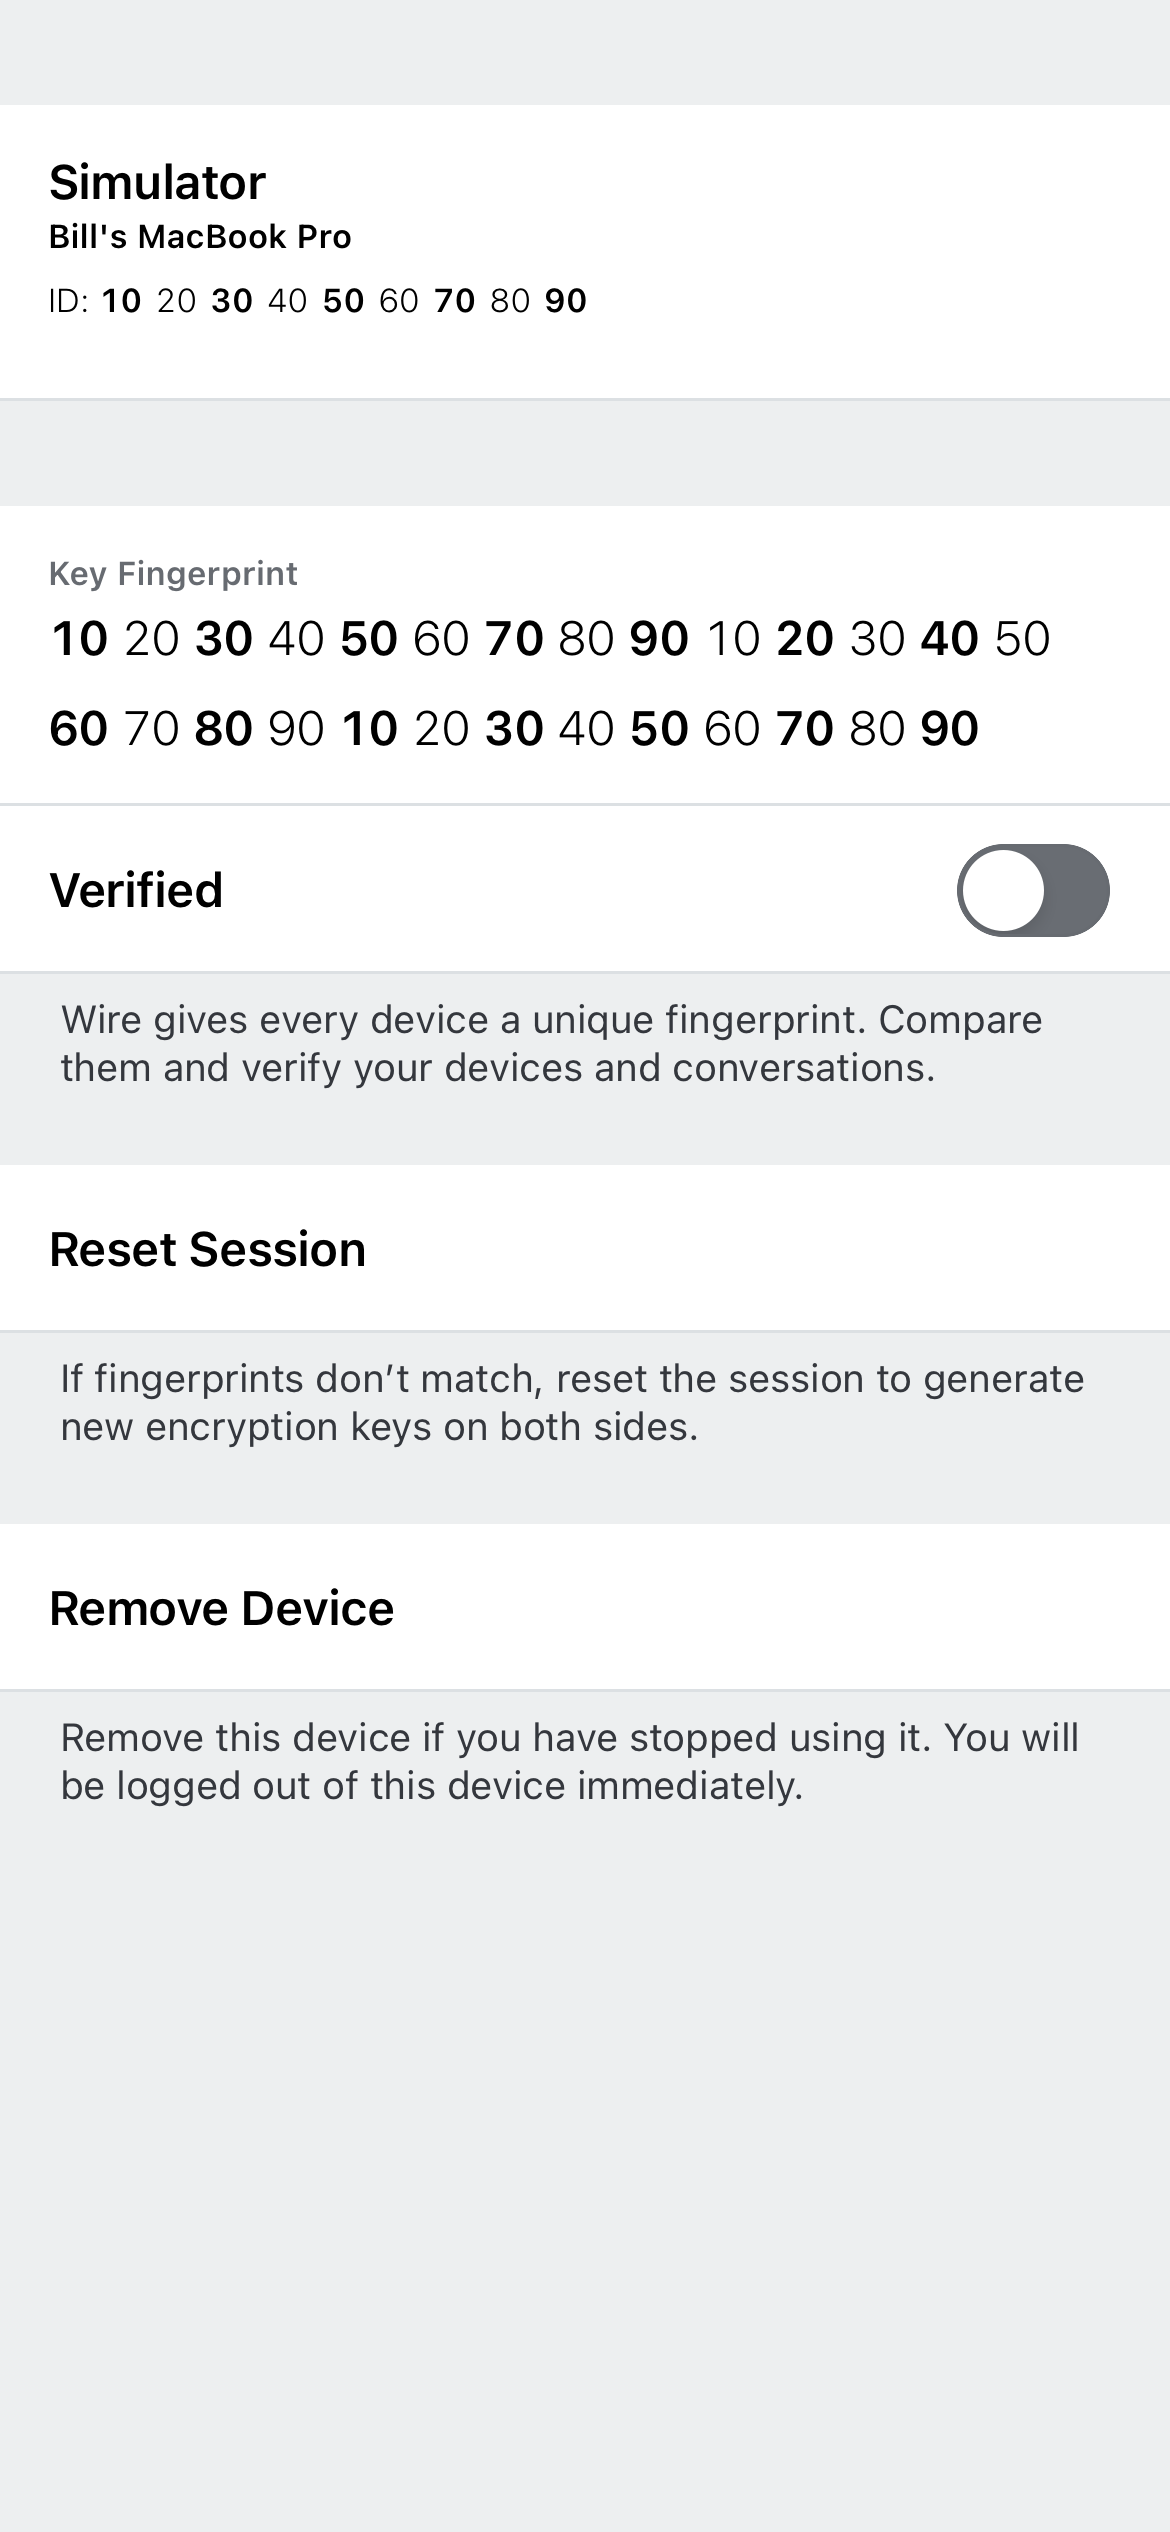 Simulator
Bill's MacBook Pro
ID: 10 20 30 40 50 60 70 80 90
Key Fingerprint
10 20 30 40 50 60 70 80 90 10 20 30 40 50
60 70 80 90 10 20 30 40 50 60 70 80 90
Verified
Wire gives every device a unique fingerprint. Compare
them and verify your devices and conversations.
Reset Session
If fingerprints don’t match, reset the session to generate
new encryption keys on both sides.
Remove Device
Remove this device if you have stopped using it. You will
be logged out of this device immediately.